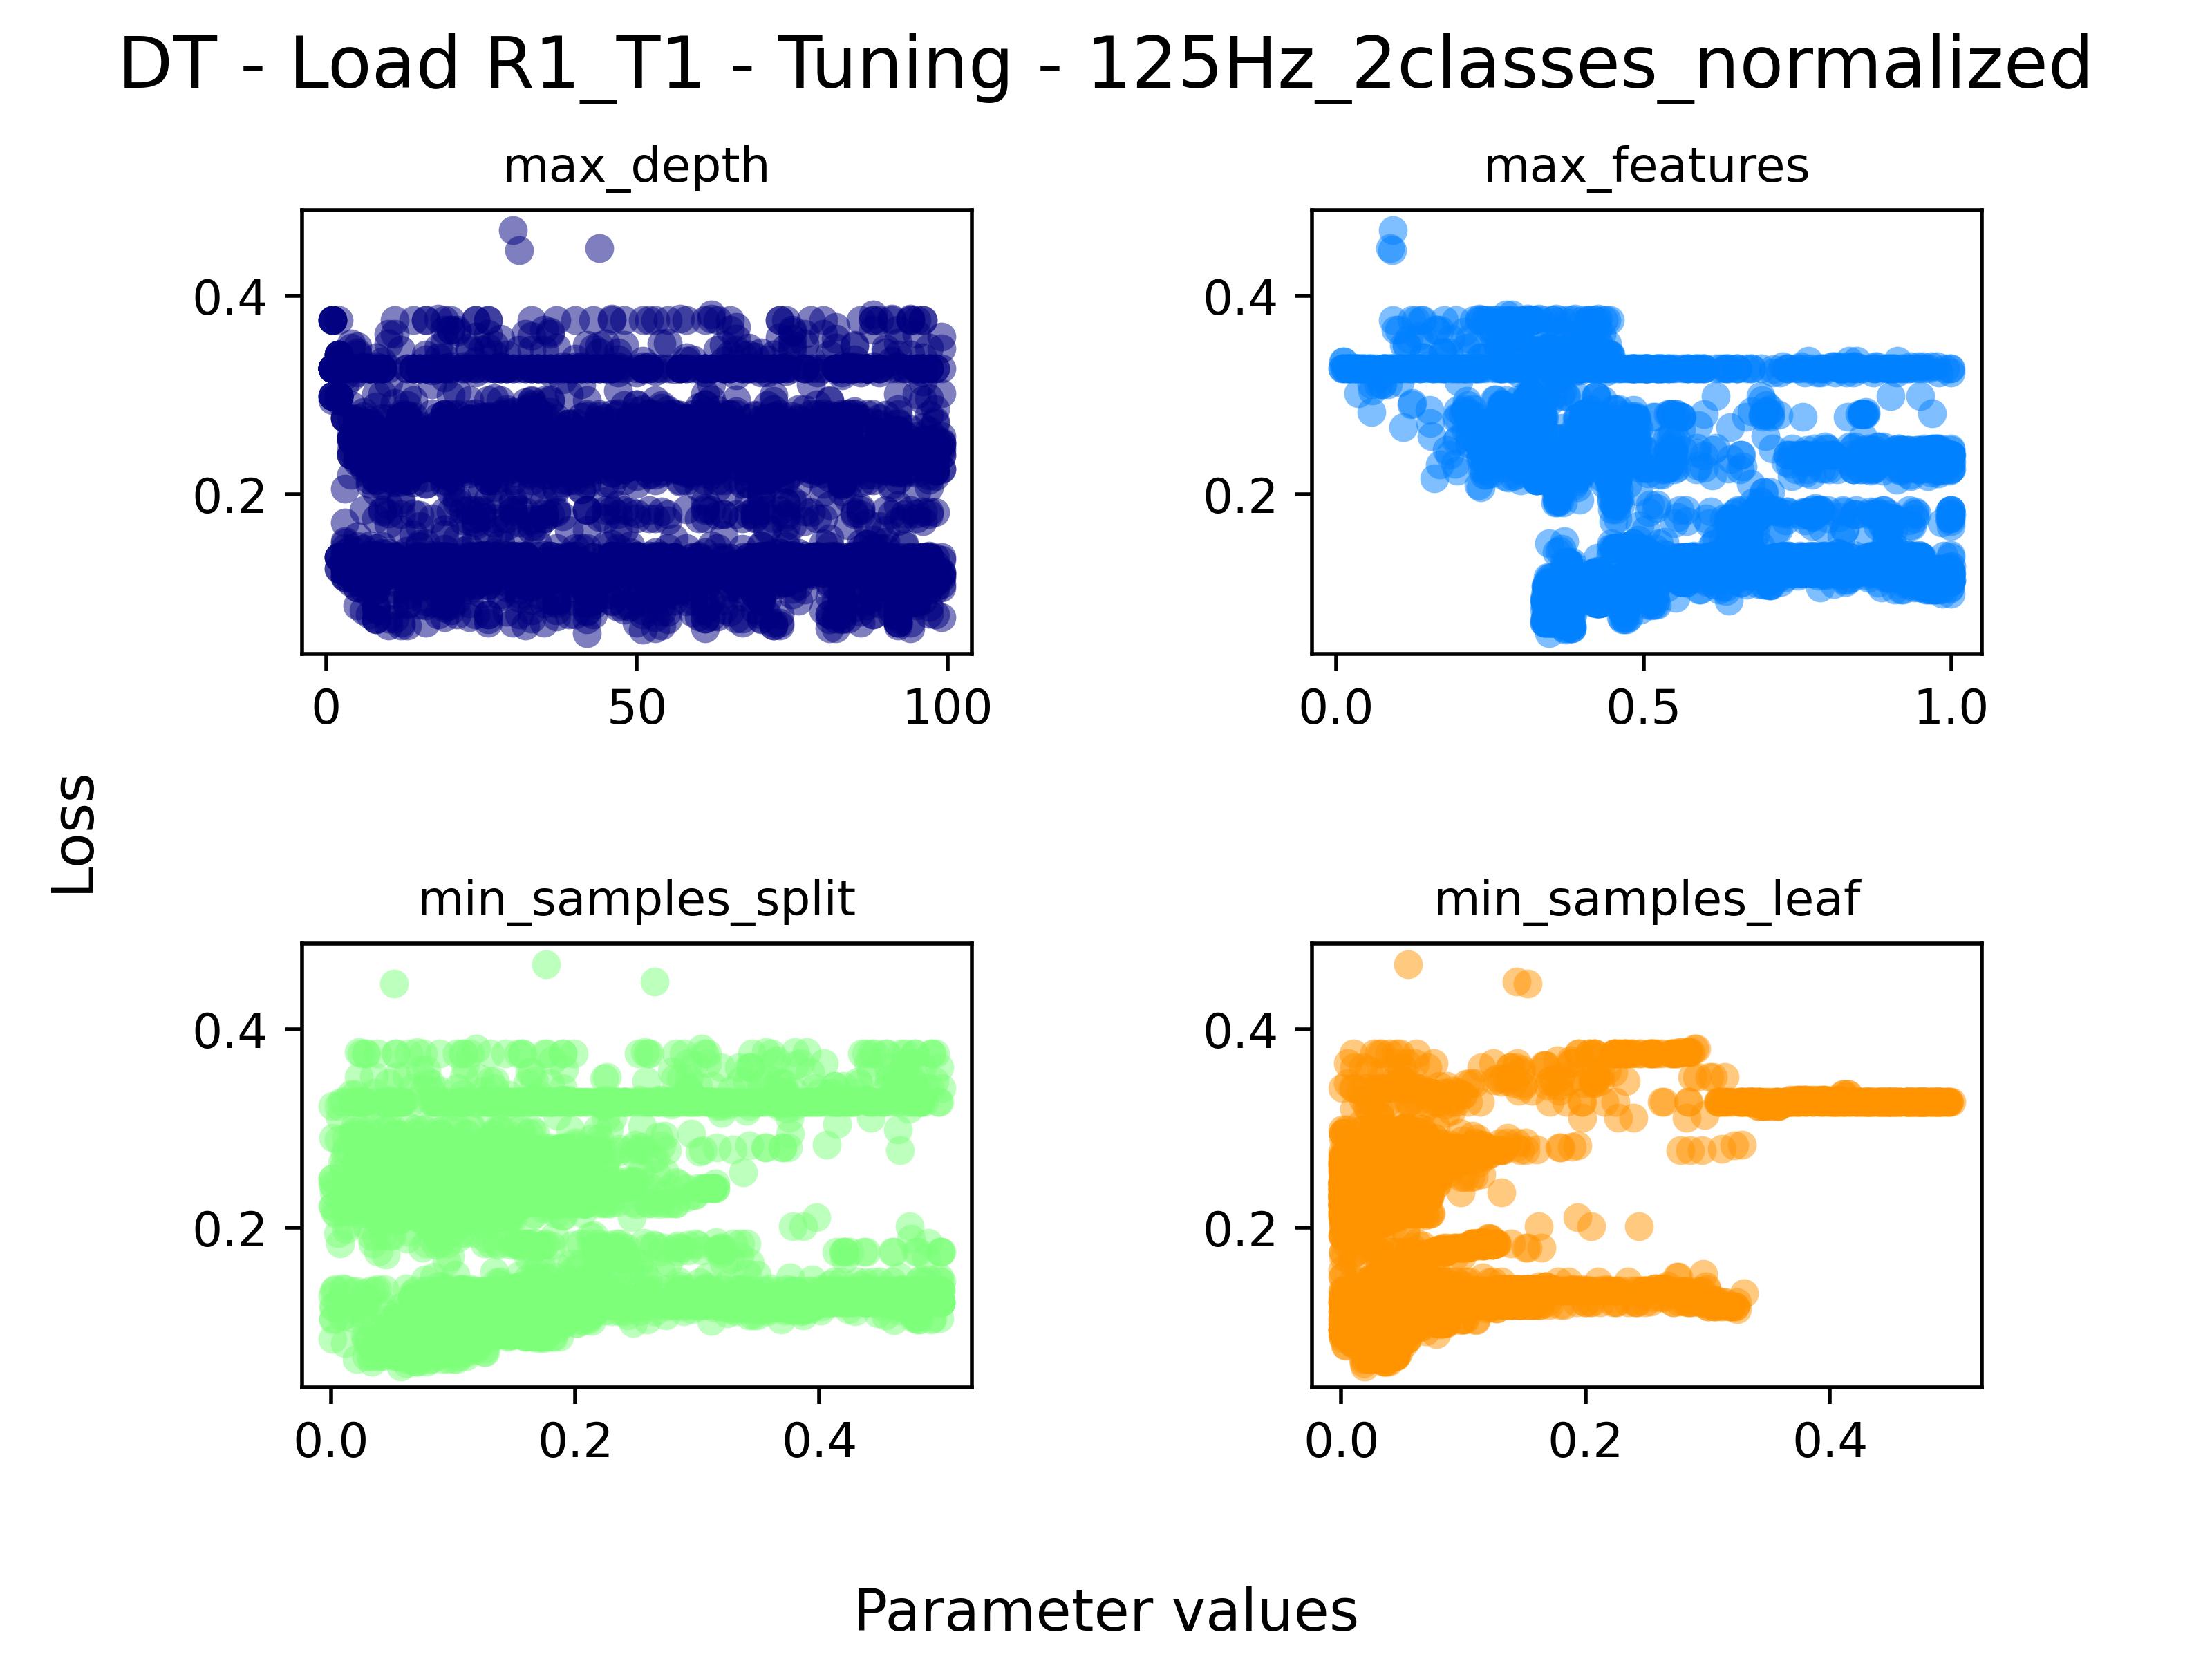 DT - Load R1_T1 - Tuning - 125Hz_2classes_normalized
max_depth
max_features
0.4
0.2
0
50
100
0.4
0.2
0.0
0.5
1.0
Loss
min_samples_split
min_samples_leaf
0.4
0.2
0.0
0.2
0.4
0.4
0.2
0.0
0.2
0.4
Parameter values